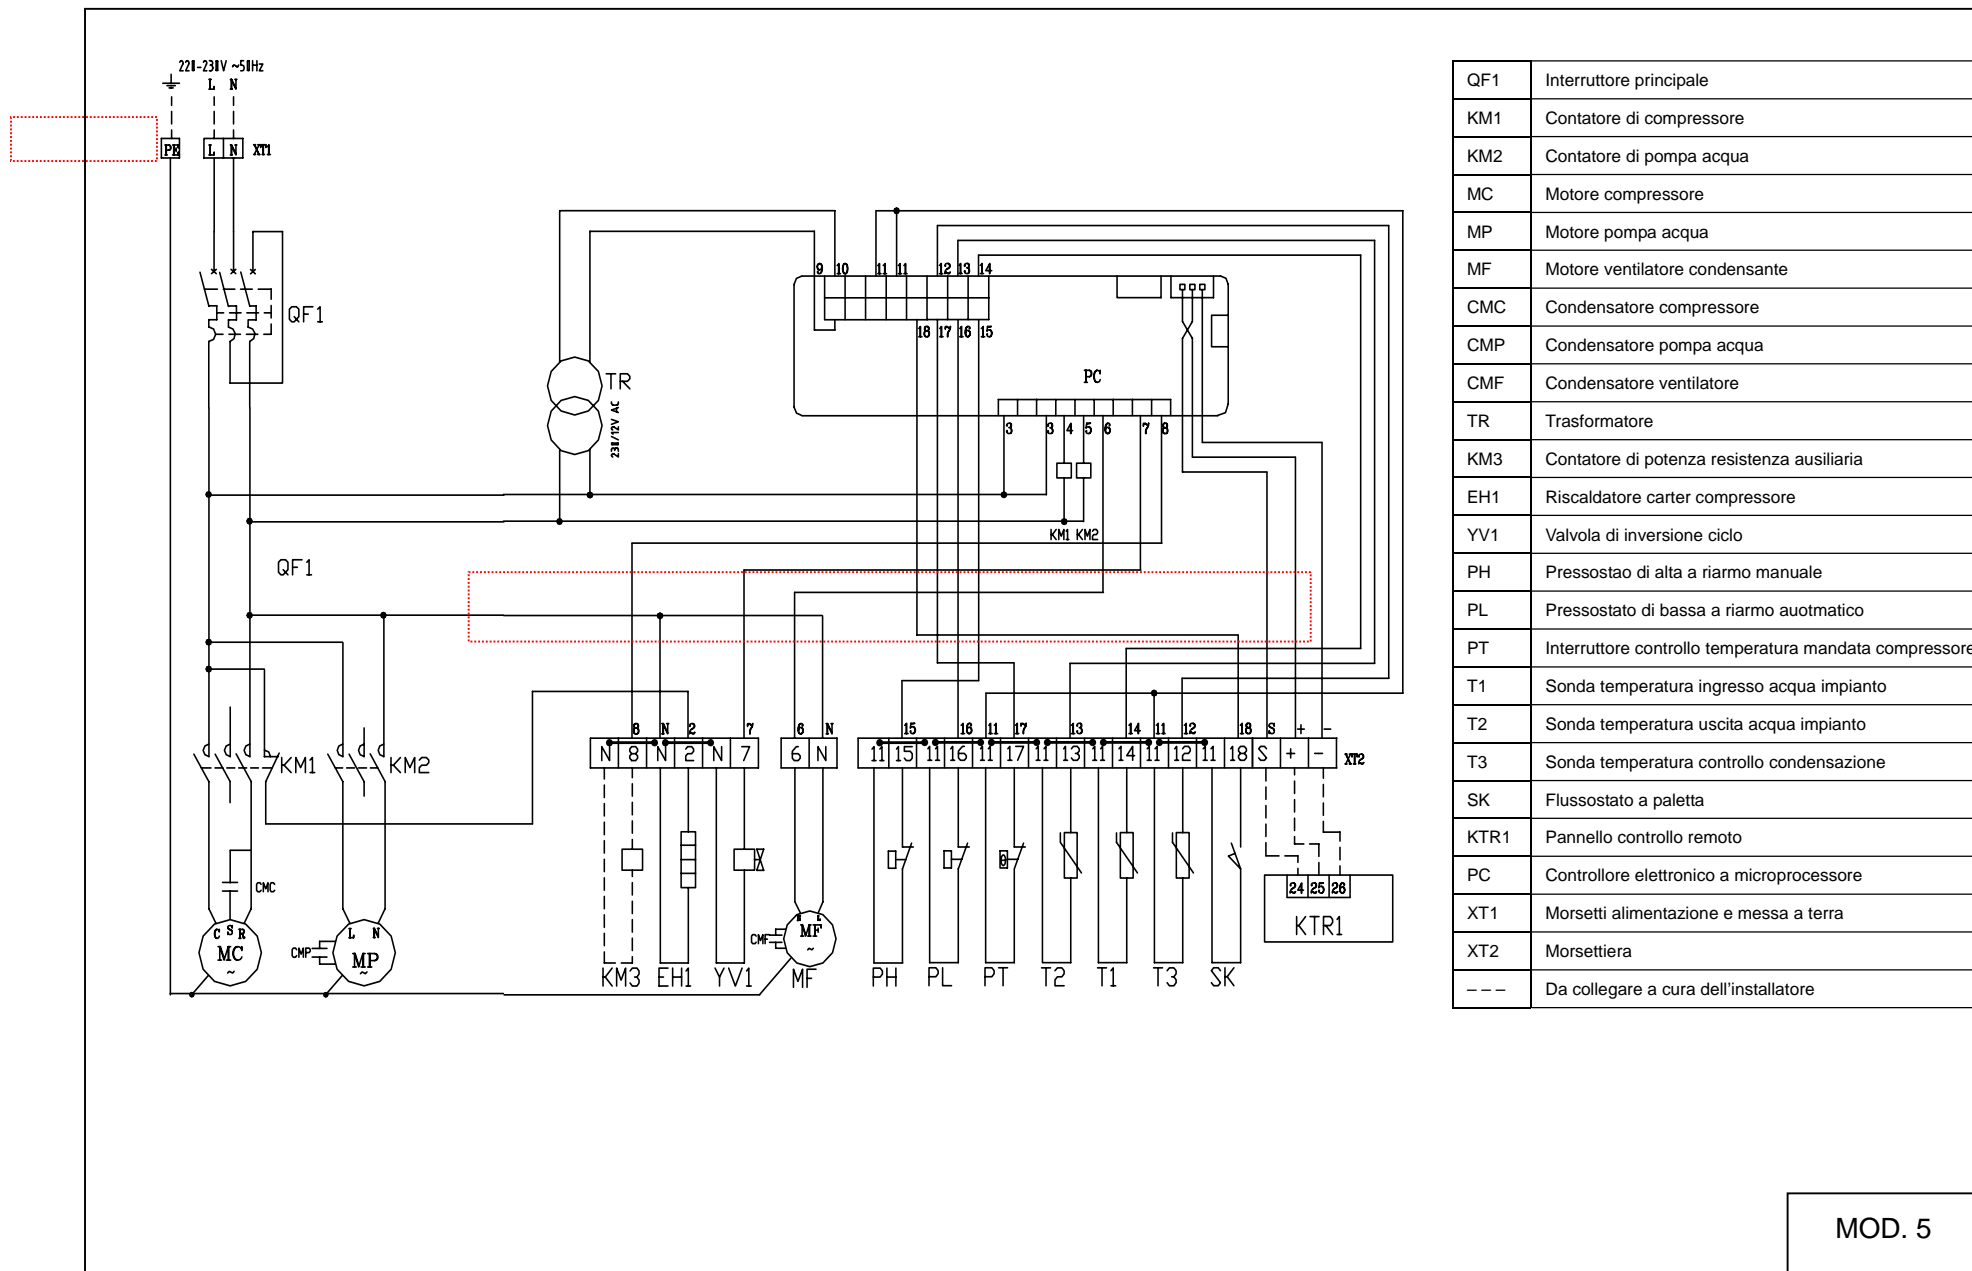 220-230V ~50Hz
L N
PE L N XT1
QF1
TR
230/12V AC
9 10 11 11 12 13 14
18 17 16 15
PC
3 3 4 5 6 7 8
KM1 KM2
QF1
8 N 2 7 6 N 15 16 11 17 13 14 11 12 18 S + -
N 8 N 2 N 7 6 N 11 15 11 16 11 17 11 13 11 14 11 12 11 18 S + - XT2
KM1 KM2
CMC
24 25 26
KTR1
C S R
MC
~
CMP
L N
MP
~
CMF
N L
MF
~
KM3 EH1 YV1 MF PH PL PT T2 T1 T3 SK
QF1 Interruttore principale
KM1 Contatore di compressore
KM2 Contatore di pompa acqua
MC Motore compressore
MP Motore pompa acqua
MF Motore ventilatore condensante
CMC Condensatore compressore
CMP Condensatore pompa acqua
CMF Condensatore ventilatore
TR Trasformatore
KM3 Contatore di potenza resistenza ausiliaria
EH1 Riscaldatore carter compressore
YV1 Valvola di inversione ciclo
PH Pressostao di alta a riarmo manuale
PL Pressostato di bassa a riarmo auotmatico
PT Interruttore controllo temperatura mandata compressore
T1 Sonda temperatura ingresso acqua impianto
T2 Sonda temperatura uscita acqua impianto
T3 Sonda temperatura controllo condensazione
SK Flussostato a paletta
KTR1 Pannello controllo remoto
PC Controllore elettronico a microprocessore
XT1 Morsetti alimentazione e messa a terra
XT2 Morsettiera
– – – Da collegare a cura dell'installatore
MOD. 5